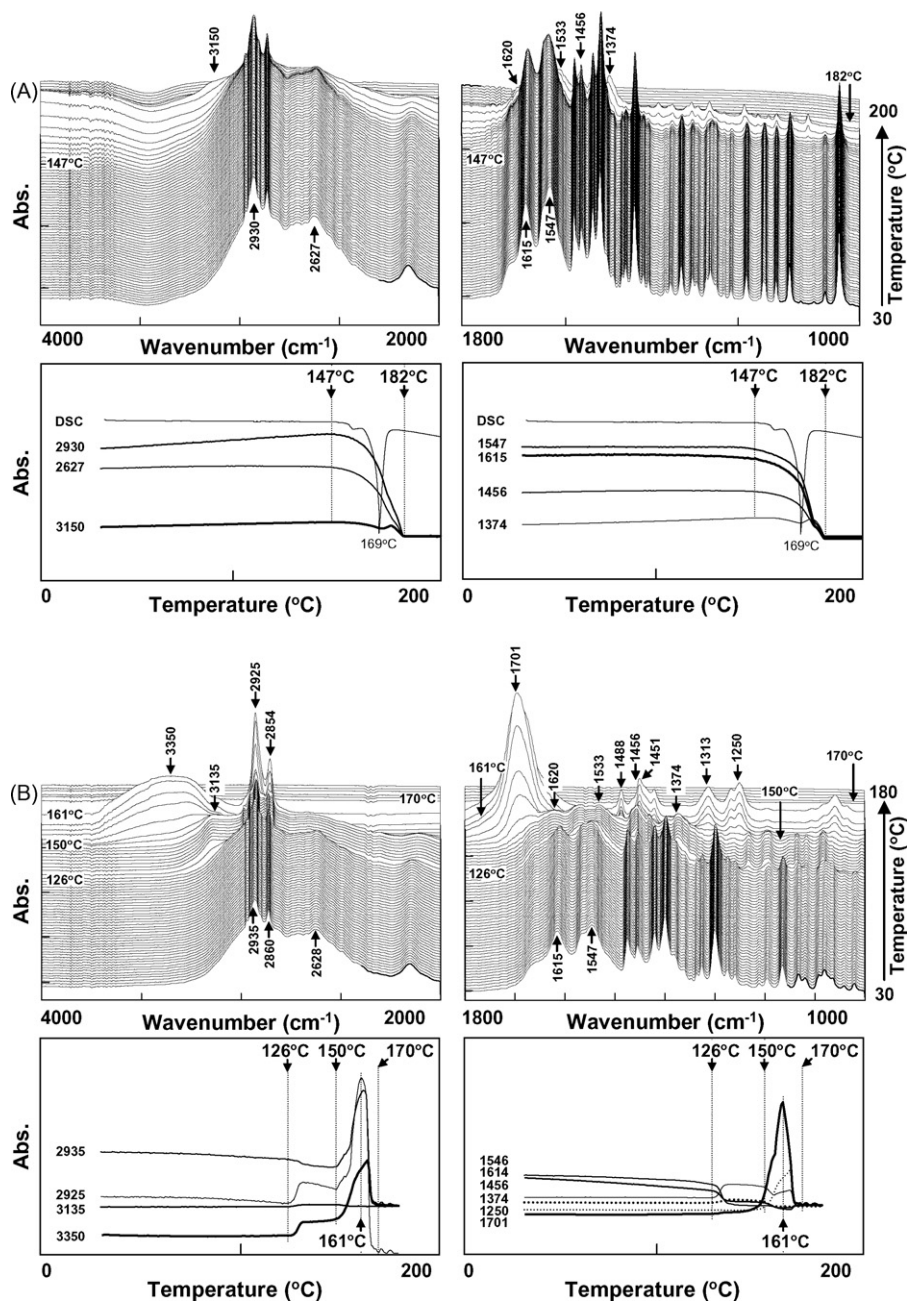 (A)
3150
147°C
2930
2627
Abs.
4000
2000
Wavenumber (cm-1)
1620
1533
1456
1374
182°C
200
147°C
1615
1547
Temperature (°C)
30
1800
1000
Wavenumber (cm-1)
147°C
182°C
DSC
2930
2627
3150
169°C
Abs.
0
200
Temperature (°C)
147°C
182°C
DSC
1547
1615
1456
1374
169°C
0
200
Temperature (°C)
(B)
2925
2854
3350
3135
170°C
161°C
150°C
126°C
2935
2860
2628
Abs.
4000
2000
Wavenumber (cm-1)
1701
161°C
1620
1533
1488
1456
1451
1374
1313
1250
150°C
170°C
180
126°C
1615
1547
Temperature (°C)
30
1800
1000
Wavenumber (cm-1)
126°C
150°C
170°C
2935
2925
3135
3350
161°C
Abs.
0
200
Temperature (°C)
126°C
150°C
170°C
1546
1614
1456
1374
1250
1701
161°C
0
200
Temperature (°C)